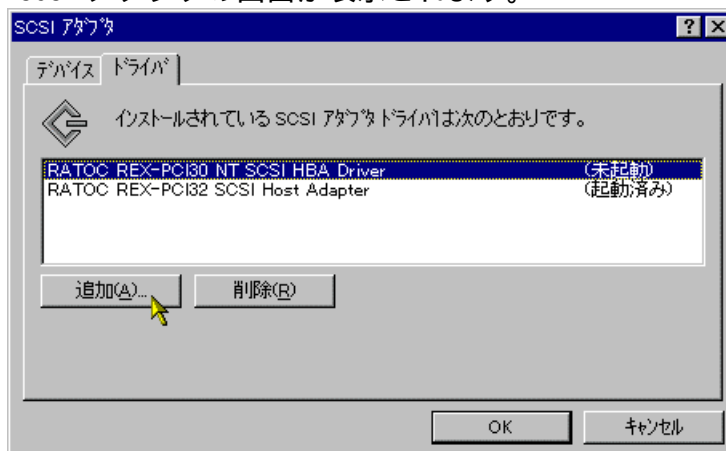 SCSI アダプタ
デバイス ドライバ
インストールされている SCSI アダプタ ドライバは次のとおりです。
RATOC REX-PCI30 NT SCSI HBA Driver (未起動)
RATOC REX-PCI32 SCSI Host Adapter (起動済み)
追加(A)... 削除(R)
OK キャンセル